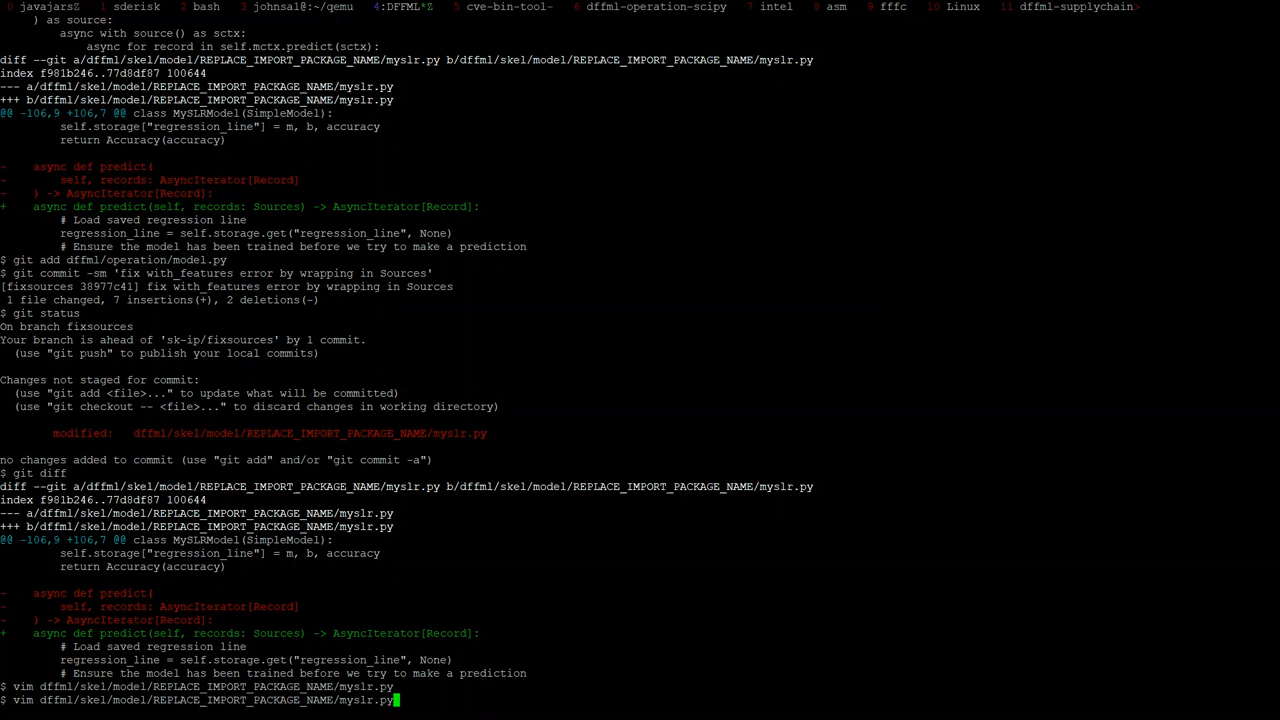 0 javajarsZ  1 sderisk  2 bash  3 johnsal@:~/qemu  4:DFFML*Z  5 cve-bin-tool-  6 dffml-operation-scipy  7 intel  8 asm  9 fffc  10 Linux  11 dffml-supplychain>
     ) as source:
         async with source() as sctx:
             async for record in self.mctx.predict(sctx):
diff --git a/dffml/skel/model/REPLACE_IMPORT_PACKAGE_NAME/myslr.py b/dffml/skel/model/REPLACE_IMPORT_PACKAGE_NAME/myslr.py
index f981b246..77d8df87 100644
--- a/dffml/skel/model/REPLACE_IMPORT_PACKAGE_NAME/myslr.py
+++ b/dffml/skel/model/REPLACE_IMPORT_PACKAGE_NAME/myslr.py
@@ -106,9 +106,7 @@ class MySLRModel(SimpleModel):
         self.storage["regression_line"] = m, b, accuracy
         return Accuracy(accuracy)

-    async def predict(
-        self, records: AsyncIterator[Record]
-    ) -> AsyncIterator[Record]:
+    async def predict(self, records: Sources) -> AsyncIterator[Record]:
         # Load saved regression line
         regression_line = self.storage.get("regression_line", None)
         # Ensure the model has been trained before we try to make a prediction
$ git add dffml/operation/model.py
$ git commit -sm 'fix with_features error by wrapping in Sources'
[fixsources 38977c41] fix with_features error by wrapping in Sources
 1 file changed, 7 insertions(+), 2 deletions(-)
$ git status
On branch fixsources
Your branch is ahead of 'sk-ip/fixsources' by 1 commit.
  (use "git push" to publish your local commits)

Changes not staged for commit:
  (use "git add <file>..." to update what will be committed)
  (use "git checkout -- <file>..." to discard changes in working directory)

        modified:   dffml/skel/model/REPLACE_IMPORT_PACKAGE_NAME/myslr.py

no changes added to commit (use "git add" and/or "git commit -a")
$ git diff
diff --git a/dffml/skel/model/REPLACE_IMPORT_PACKAGE_NAME/myslr.py b/dffml/skel/model/REPLACE_IMPORT_PACKAGE_NAME/myslr.py
index f981b246..77d8df87 100644
--- a/dffml/skel/model/REPLACE_IMPORT_PACKAGE_NAME/myslr.py
+++ b/dffml/skel/model/REPLACE_IMPORT_PACKAGE_NAME/myslr.py
@@ -106,9 +106,7 @@ class MySLRModel(SimpleModel):
         self.storage["regression_line"] = m, b, accuracy
         return Accuracy(accuracy)

-    async def predict(
-        self, records: AsyncIterator[Record]
-    ) -> AsyncIterator[Record]:
+    async def predict(self, records: Sources) -> AsyncIterator[Record]:
         # Load saved regression line
         regression_line = self.storage.get("regression_line", None)
         # Ensure the model has been trained before we try to make a prediction
$ vim dffml/skel/model/REPLACE_IMPORT_PACKAGE_NAME/myslr.py
$ vim dffml/skel/model/REPLACE_IMPORT_PACKAGE_NAME/myslr.py